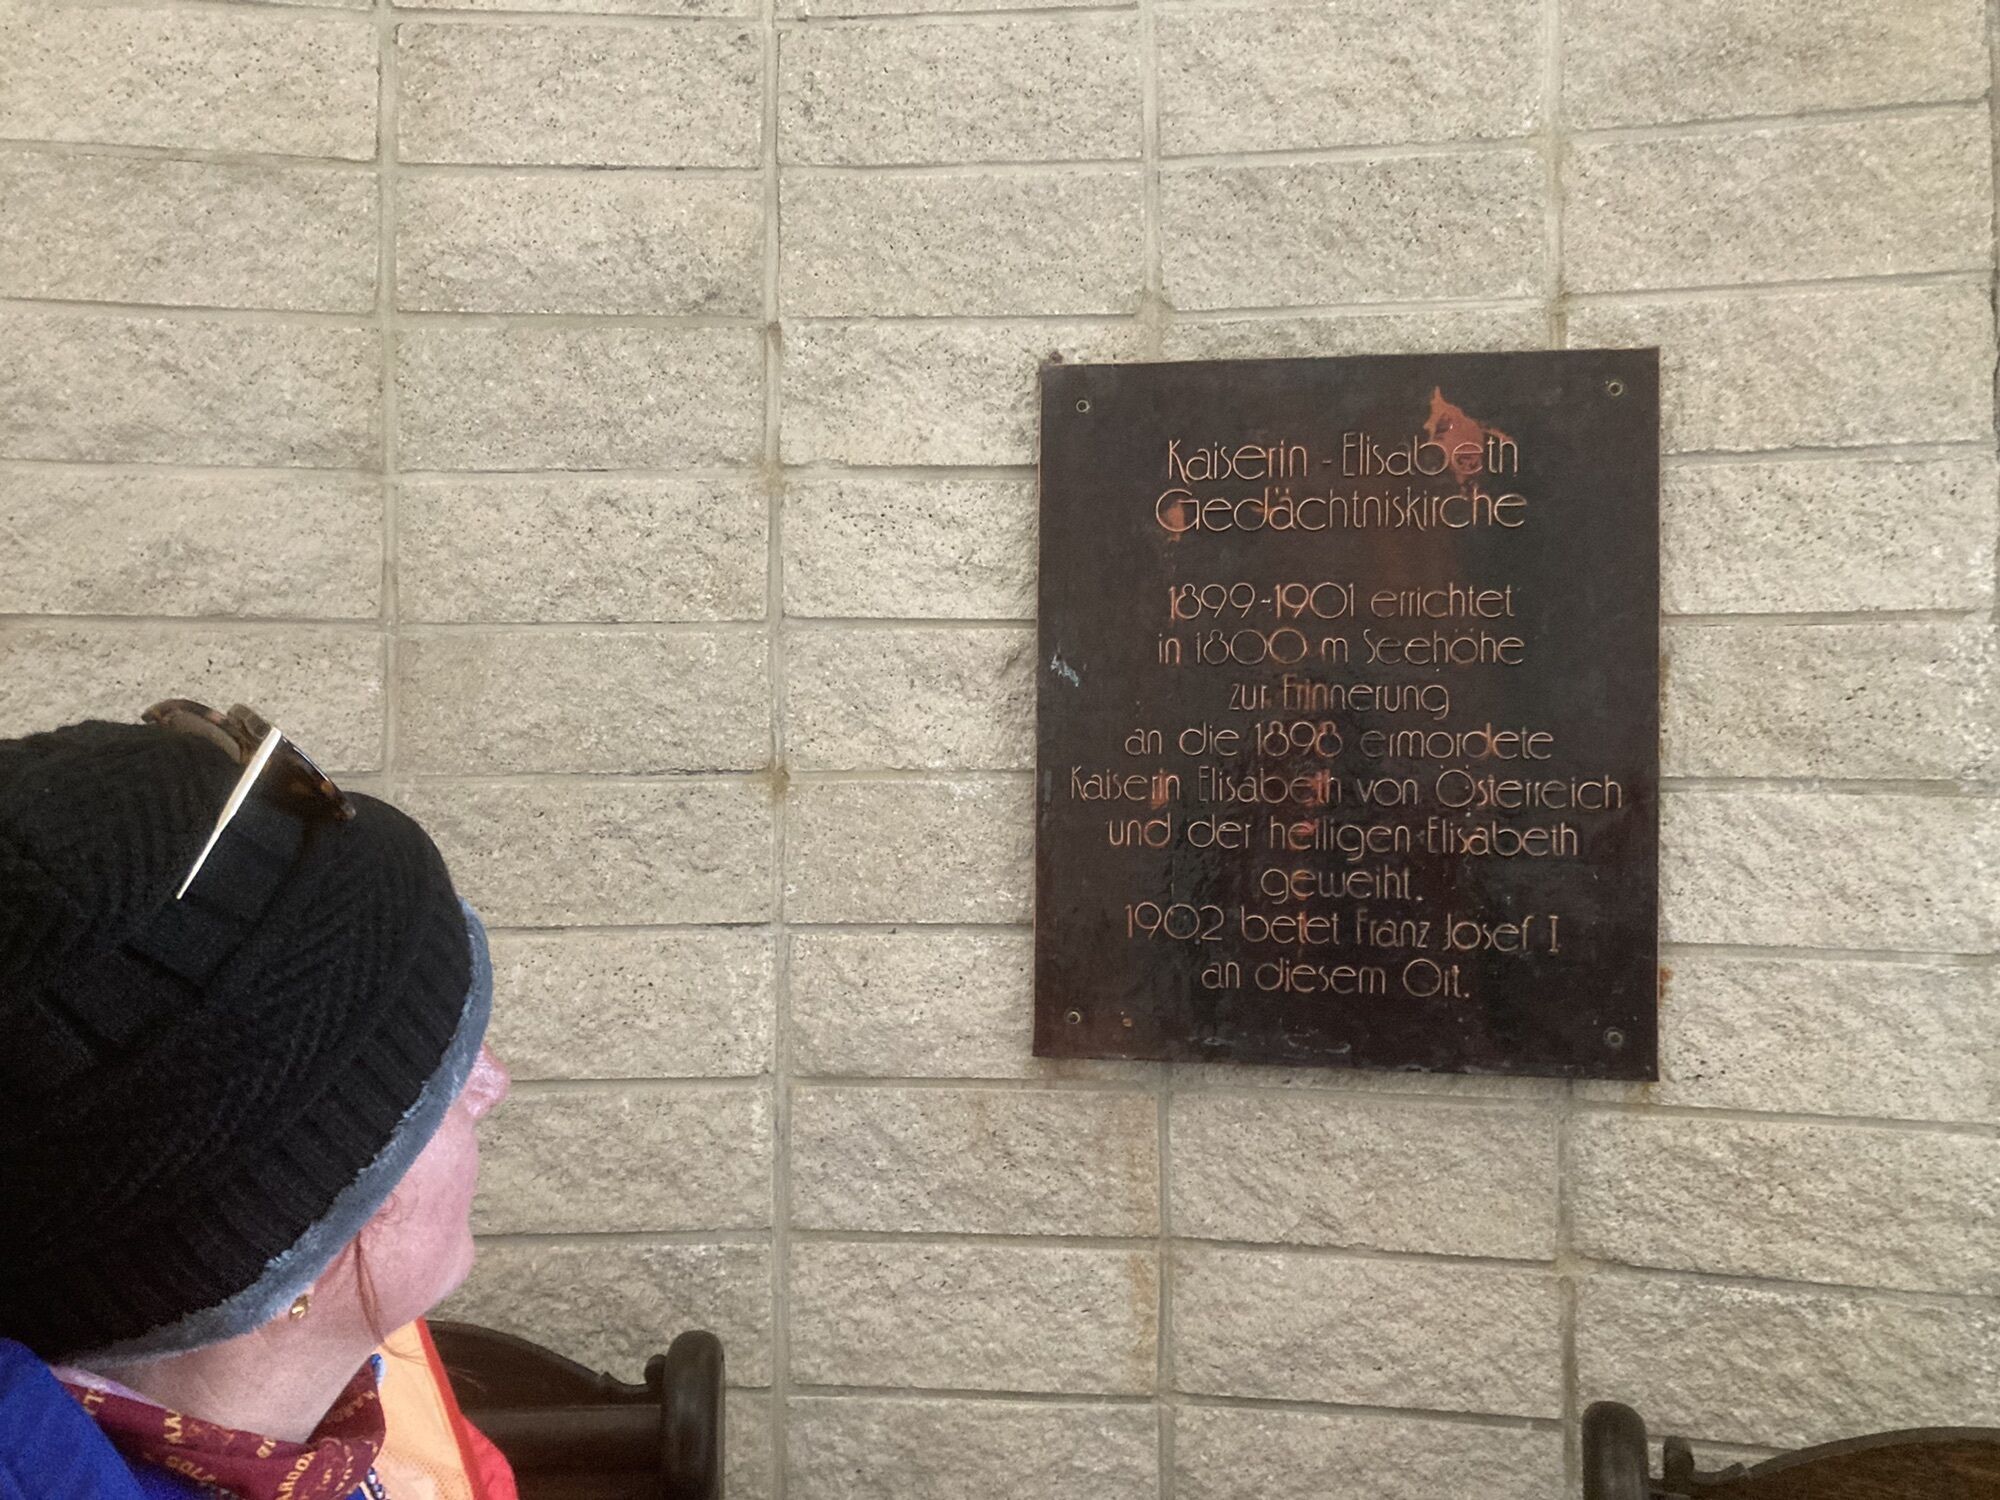 Kaiserin - Elisabeth
Gedächtniskirche
1899-1901 errichtet
in 1800 m Seehöhe
zur Erinnerung
an die 1898 ermordete
Kaiserin Elisabeth von Österreich
und der heiligen Elisabeth
geweiht.
1902 betet Franz Josef I
an diesem Ort.